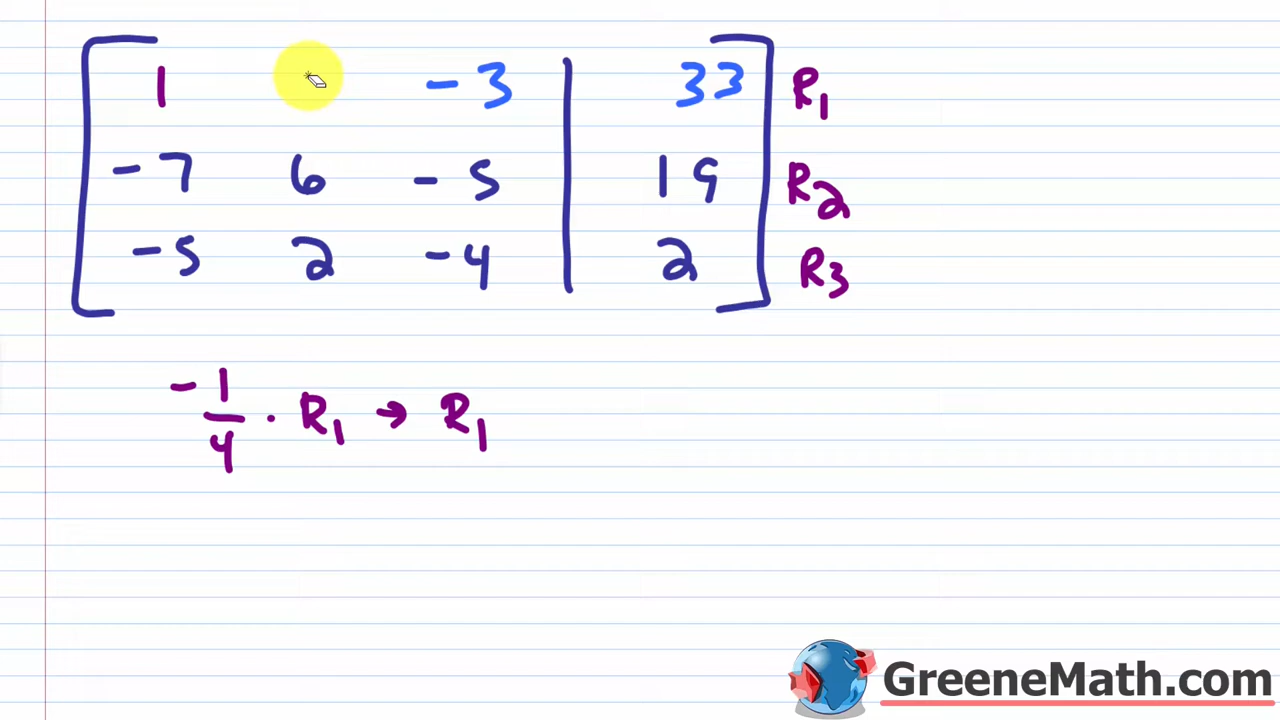 1 -3 | 33 R1
-7 6 -5 | 19 R2
-5 2 -4 | 2 R3
-1/4 · R1 → R1
GreeneMath.com